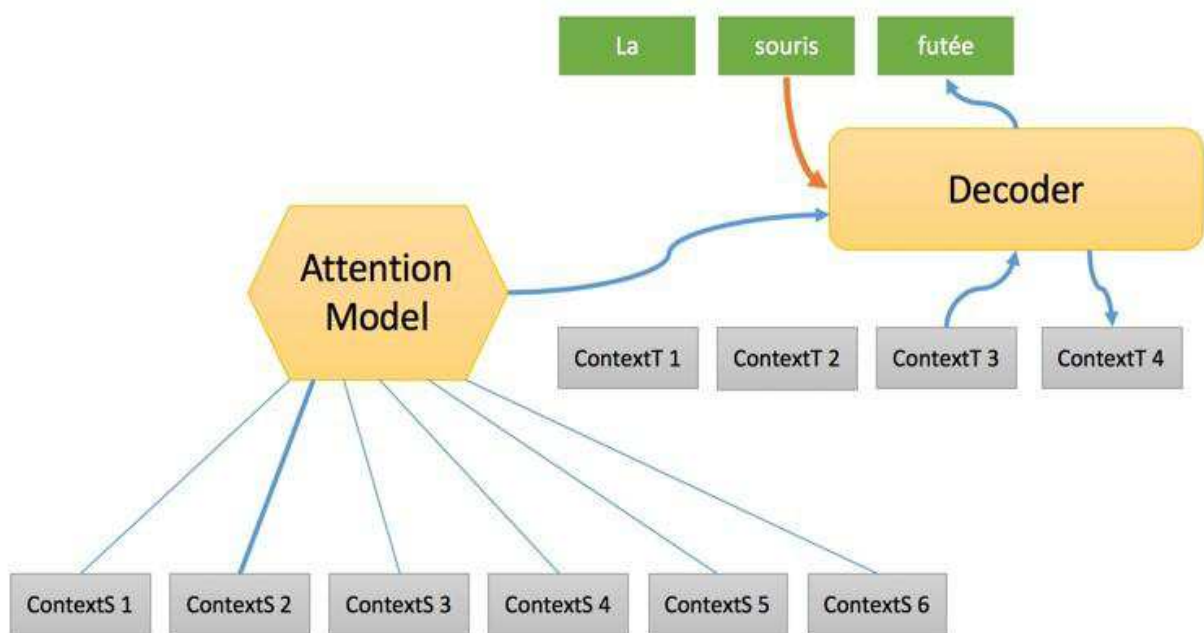 La
souris
futée
Decoder
Attention
Model
ContextT 1
ContextT 2
ContextT 3
ContextT 4
ContextS 1
ContextS 2
ContextS 3
ContextS 4
ContextS 5
ContextS 6